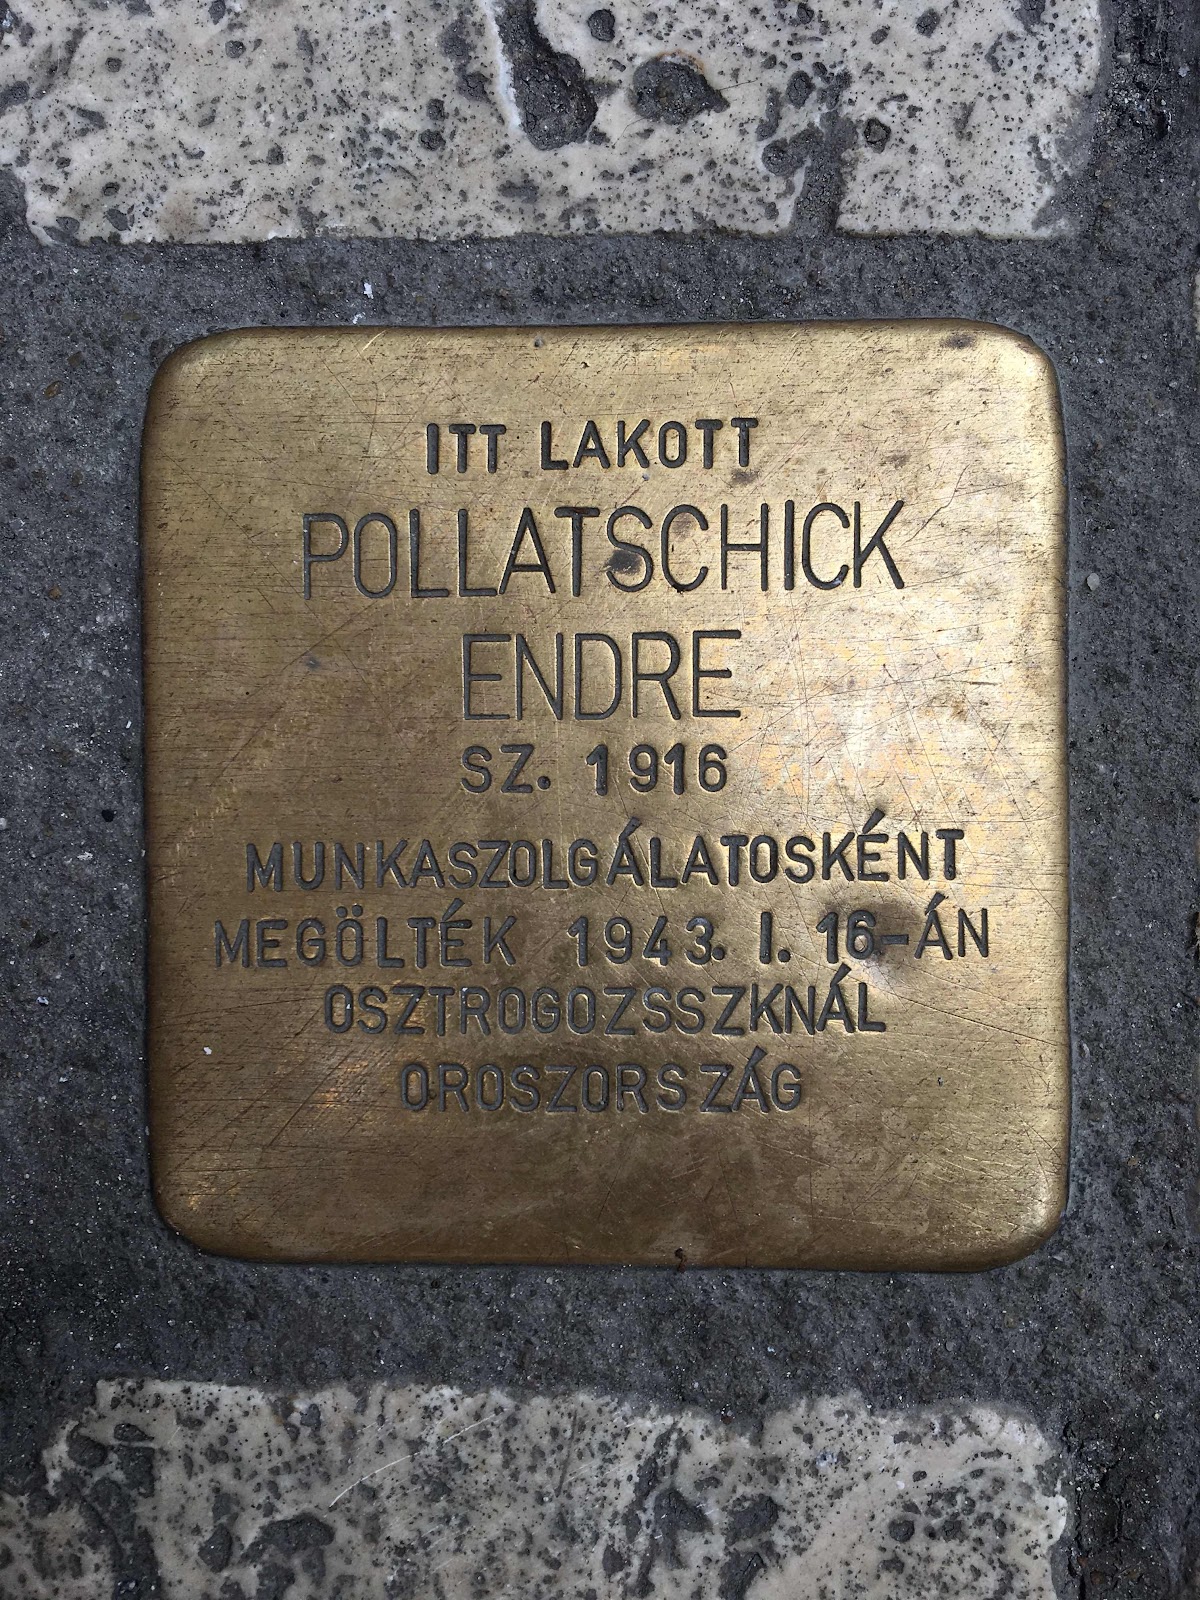 ITT LAKOTT
POLLATSCHICK
ENDRE
SZ. 1916
MUNKASZOLGÁLATOSKÉNT
MEGÖLTÉK 1943. I. 16-ÁN
OSZTROGOZSSZKNÁL
OROSZORSZÁG